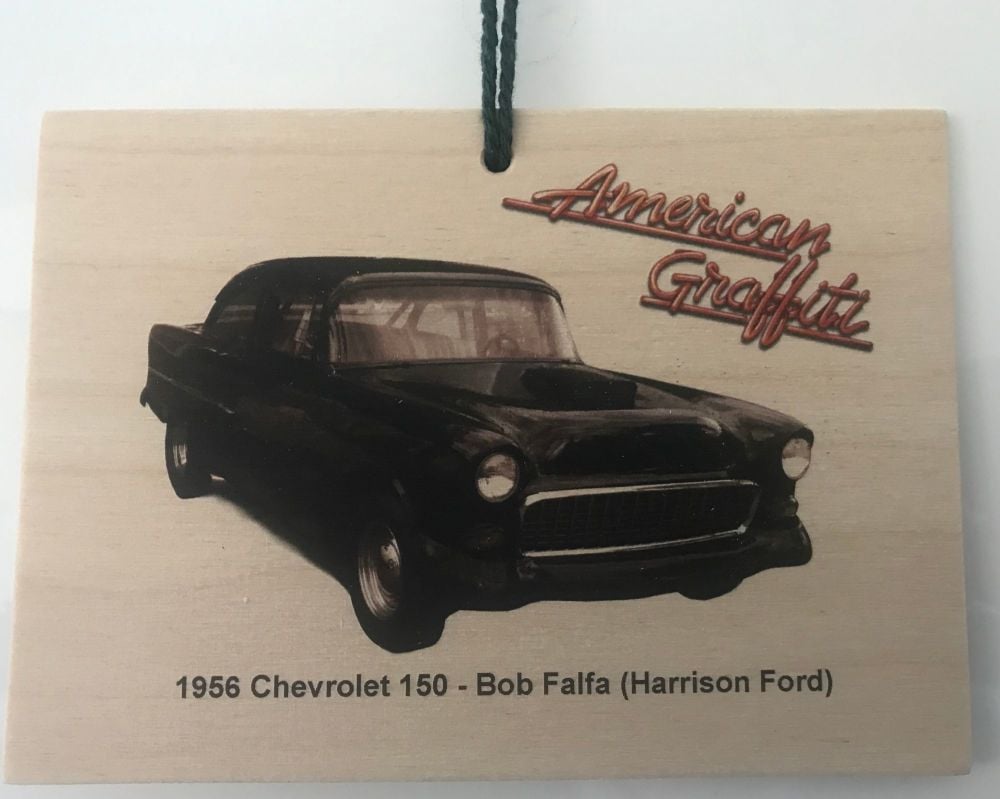 American
Graffiti
1956 Chevrolet 150 - Bob Falfa (Harrison Ford)